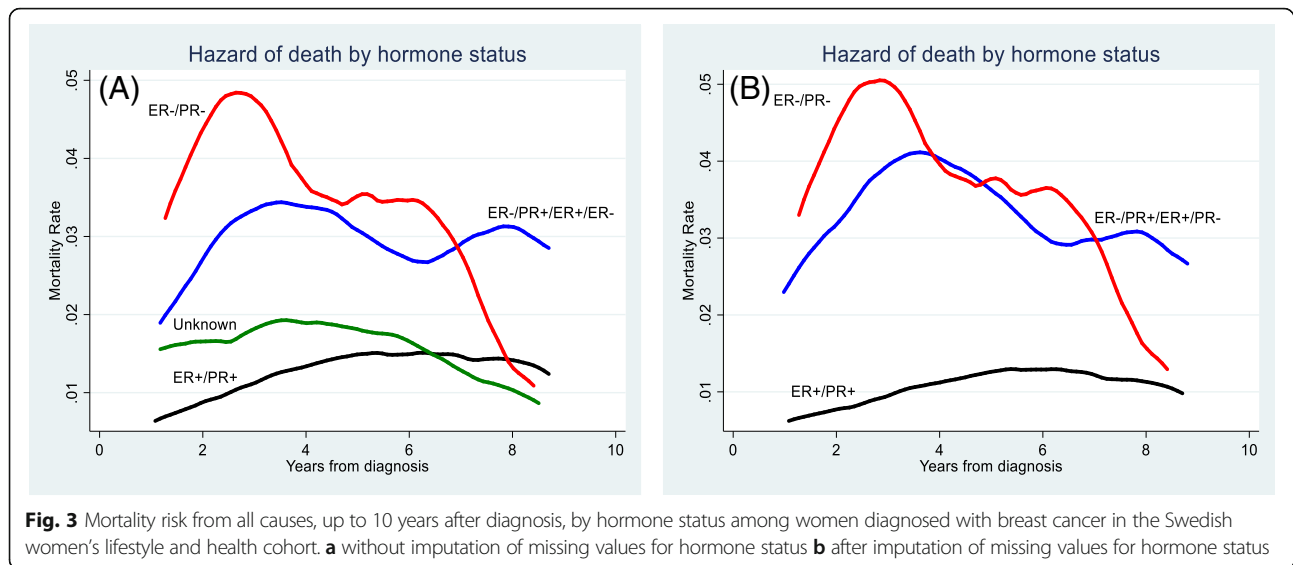 Hazard of death by hormone status
(A)
Mortality Rate
.05
.04
.03
.02
.01
ER-/PR-
ER-/PR+/ER+/ER-
Unknown
ER+/PR+
0 2 4 6 8 10
Years from diagnosis
Hazard of death by hormone status
(B)
Mortality Rate
.05
.04
.03
.02
.01
ER-/PR-
ER-/PR+/ER+/PR-
ER+/PR+
0 2 4 6 8 10
Years from diagnosis
Fig. 3 Mortality risk from all causes, up to 10 years after diagnosis, by hormone status among women diagnosed with breast cancer in the Swedish
women's lifestyle and health cohort. a without imputation of missing values for hormone status b after imputation of missing values for hormone status